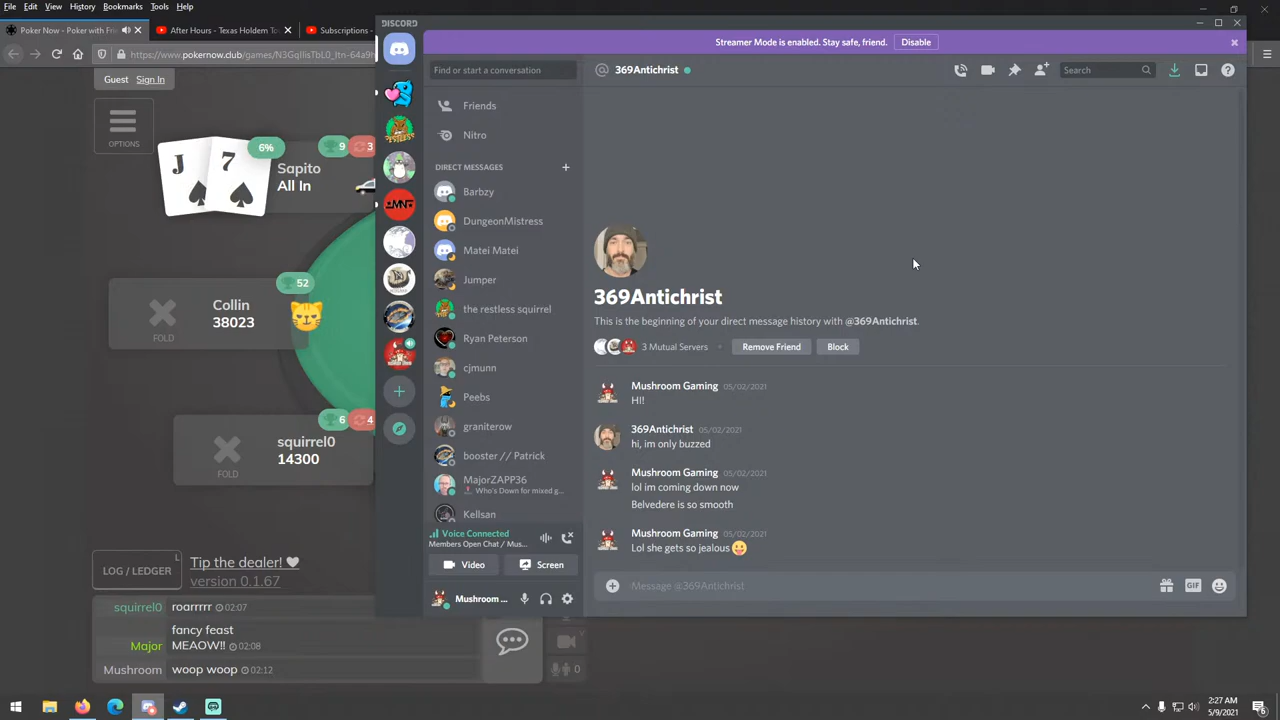 File Edit View History Bookmarks Tools Help
Poker Now - Poker with Fri
After Hours - Texas Holdem To
Subscriptions -
https://www.pokernow.club/games/
Guest Sign In
OPTIONS
J 7
6%
9 3
Sapito
All In
52
Collin
38023
FOLD
6 4
squirrel0
14300
FOLD
LOG / LEDGER L
Tip the dealer! ♥
version 0.1.67
squirrel0 roarrrrr 02:07
fancy feast
Major MEAOW!! 02:08
Mushroom woop woop 02:12
V
0
DISCORD
Streamer Mode is enabled. Stay safe, friend. Disable
Find or start a conversation
@ 369Antichrist
Search
Friends
Nitro
DIRECT MESSAGES +
Barbzy
DungeonMistress
Matei Matei
Jumper
the restless squirrel
Ryan Peterson
cjmunn
Peebs
graniterow
booster // Patrick
MajorZAPP36
Who's Down for mixed g...
Kellsan
Voice Connected
Members Open Chat / Mus...
Video
Screen
Mushroom ...
369Antichrist
This is the beginning of your direct message history with @369Antichrist.
3 Mutual Servers
Remove Friend
Block
Mushroom Gaming 05/02/2021
HI!!
369Antichrist 05/02/2021
hi, im only buzzed
Mushroom Gaming 05/02/2021
lol im coming down now
Belvedere is so smooth
Mushroom Gaming 05/02/2021
Lol she gets so jealous 😛
Message @369Antichrist
GIF
2:27 AM
5/9/2021